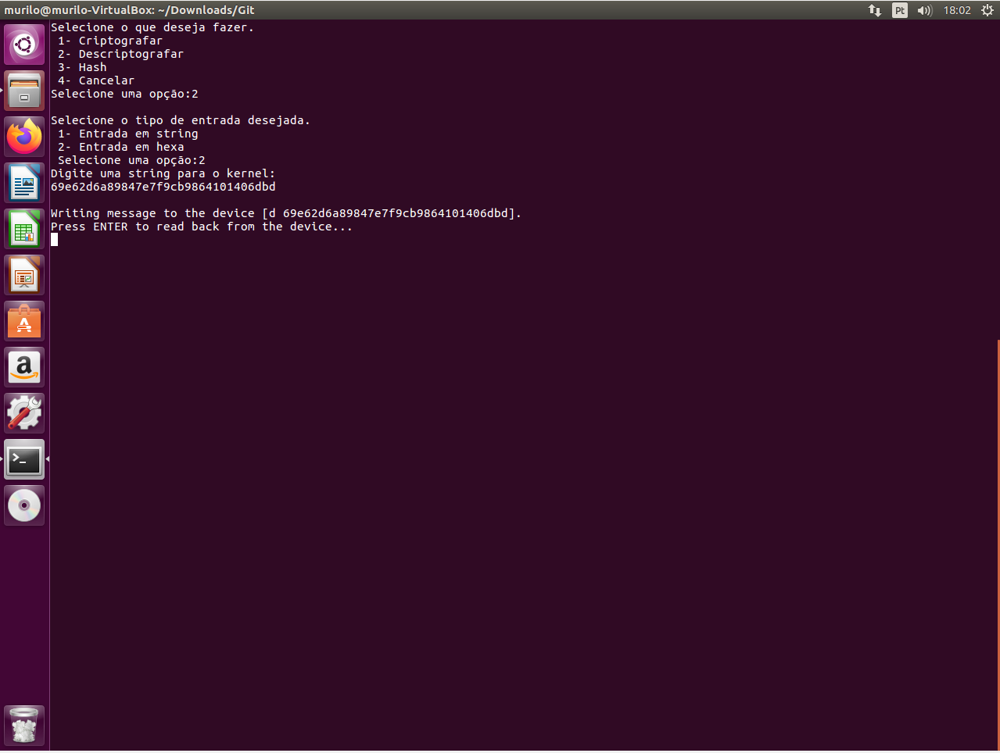 murilo@murilo-VirtualBox: ~/Downloads/Git
Pt
18:02
Selecione o que deseja fazer.
1- Criptografar
2- Descriptografar
3- Hash
4- Cancelar
Selecione uma opção:2
Selecione o tipo de entrada desejada.
1- Entrada em string
2- Entrada em hexa
Selecione uma opção:2
Digite uma string para o kernel:
69e62d6a89847e7f9cb9864101406dbd
Writing message to the device [d 69e62d6a89847e7f9cb9864101406dbd].
Press ENTER to read back from the device...